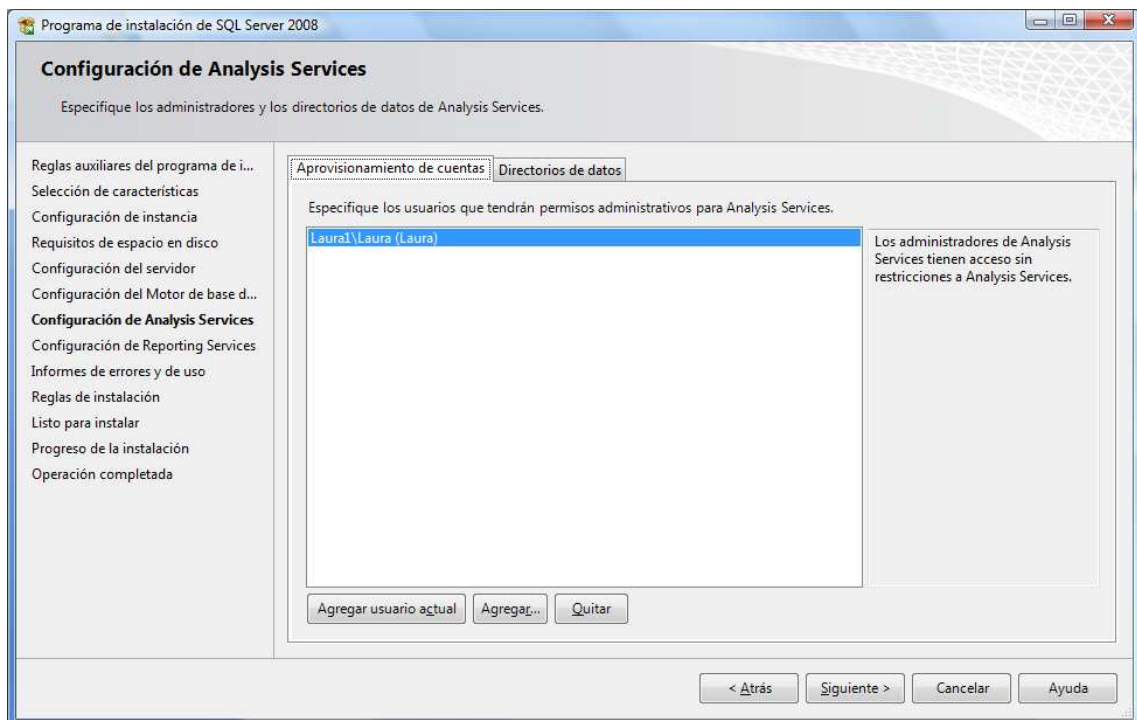 Programa de instalación de SQL Server 2008
Configuración de Analysis Services
Especifique los administradores y los directorios de datos de Analysis Services.
Reglas auxiliares del programa de i...
Selección de características
Configuración de instancia
Requisitos de espacio en disco
Configuración del servidor
Configuración del Motor de base d...
Configuración de Analysis Services
Configuración de Reporting Services
Informes de errores y de uso
Reglas de instalación
Listo para instalar
Progreso de la instalación
Operación completada
Aprovisionamiento de cuentas Directorios de datos
Especifique los usuarios que tendrán permisos administrativos para Analysis Services.
Laura1\Laura (Laura)
Los administradores de Analysis
Services tienen acceso sin
restricciones a Analysis Services.
Agregar usuario actual Agregar... Quitar
< Atrás Siguiente > Cancelar Ayuda